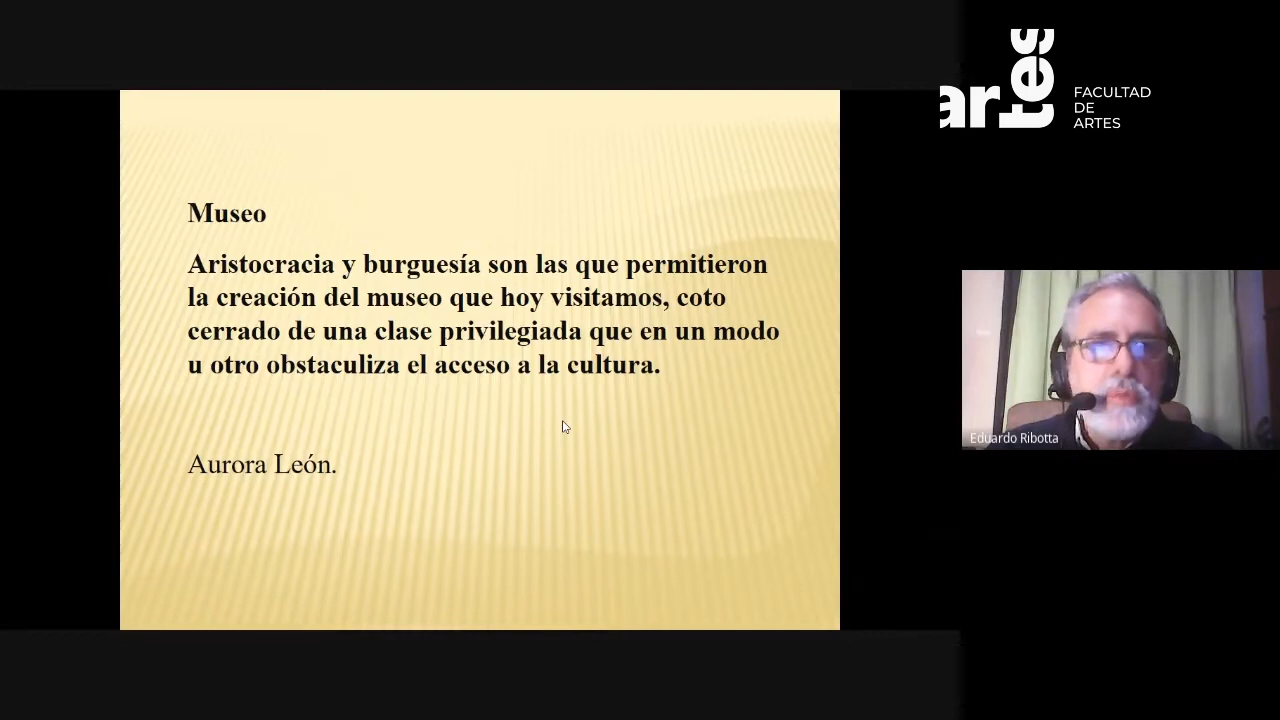 Museo
Aristocracia y burguesía son las que permitieron
la creación del museo que hoy visitamos, coto
cerrado de una clase privilegiada que en un modo
u otro obstaculiza el acceso a la cultura.
Aurora León.
artes
FACULTAD
DE
ARTES
Eduardo Ribotta